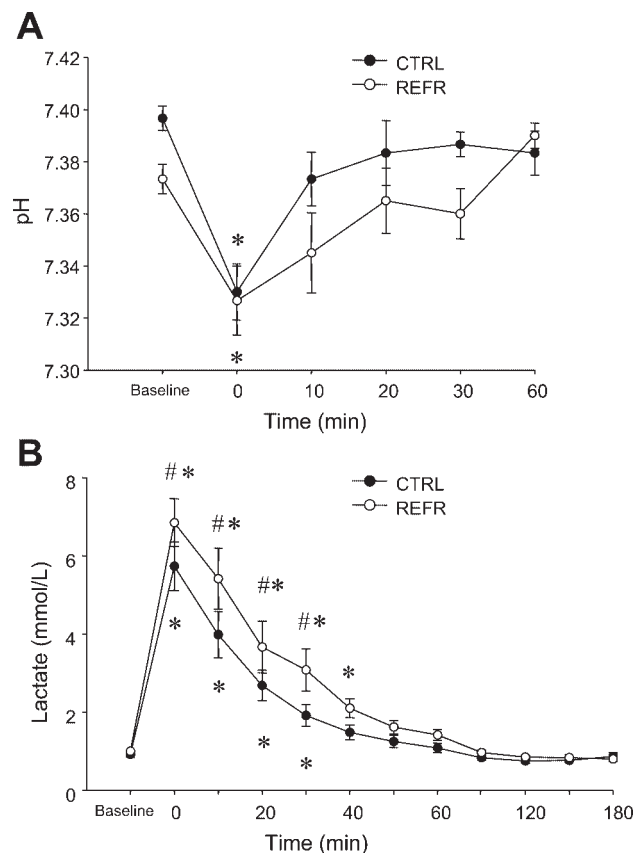 A
7.42
7.40
7.38
7.36
7.34
7.32
7.30
pH
CTRL
REFR
*
*
Baseline 0 10 20 30 60
Time (min)
B
8
6
4
2
0
Lactate (mmol/L)
CTRL
REFR
#*
#*
#*
#*
*
*
*
*
*
Baseline 0 20 40 60 120 180
Time (min)